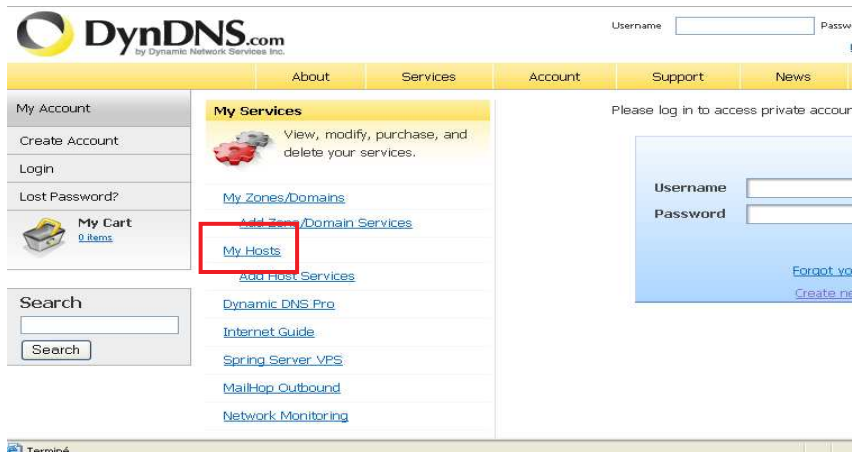 DynDNS.com
by Dynamic Network Services Inc.
Username
About Services Account Support News
My Account
Create Account
Login
Lost Password?
My Cart
0 items
Search
Search
My Services
View, modify, purchase, and
delete your services.
My Zones/Domains
Add Zone/Domain Services
My Hosts
Add Host Services
Dynamic DNS Pro
Internet Guide
Spring Server VPS
MailHop Outbound
Network Monitoring
Please log in to access private
Username
Password
Forgot
Create
Terminé